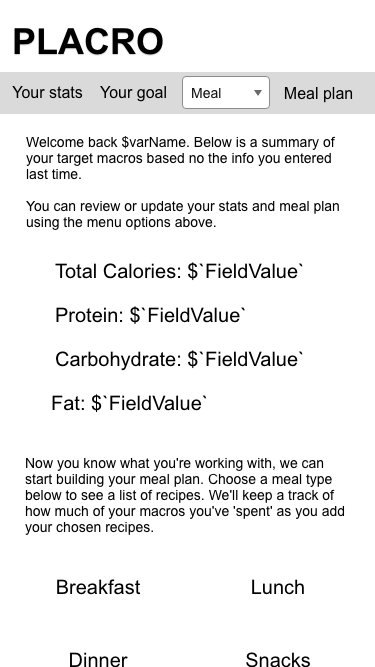 PLACRO
Your stats Your goal Meal Meal plan
Welcome back $varName. Below is a summary of
your target macros based no the info you entered
last time.
You can review or update your stats and meal plan
using the menu options above.
Total Calories: $`FieldValue`
Protein: $`FieldValue`
Carbohydrate: $`FieldValue`
Fat: $`FieldValue`
Now you know what you're working with, we can
start building your meal plan. Choose a meal type
below to see a list of recipes. We'll keep a track of
how much of your macros you've 'spent' as you add
your chosen recipes.
Breakfast Lunch
Dinner Snacks